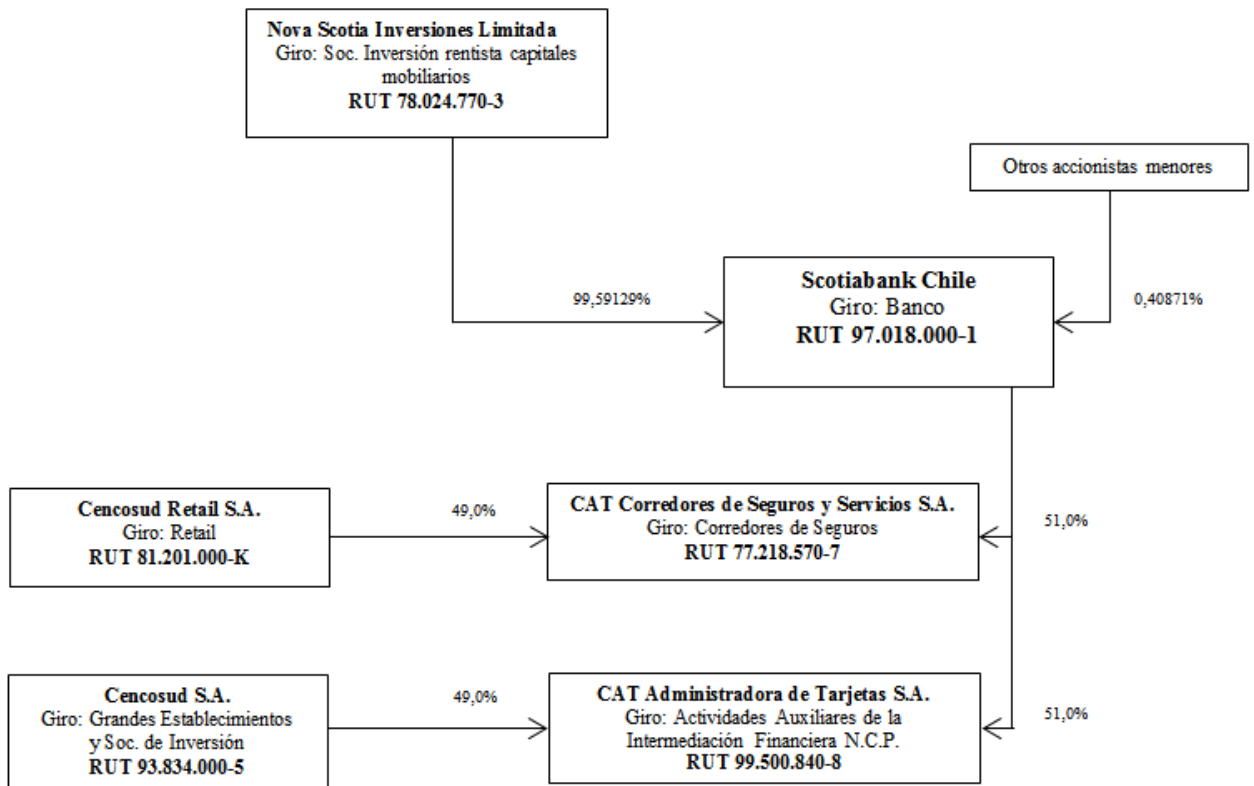 Nova Scotia Inversiones Limitada
Giro: Soc. Inversión rentista capitales
mobiliarios
RUT 78.024.770-3
Otros accionistas menores
Scotiabank Chile
Giro: Banco
RUT 97.018.000-1
99,59129%
0,40871%
Cencosud Retail S.A.
Giro: Retail
RUT 81.201.000-K
49,0%
CAT Corredores de Seguros y Servicios S.A.
Giro: Corredores de Seguros
RUT 77.218.570-7
51,0%
Cencosud S.A.
Giro: Grandes Establecimientos
y Soc. de Inversión
RUT 93.834.000-5
49,0%
CAT Administradora de Tarjetas S.A.
Giro: Actividades Auxiliares de la
Intermediación Financiera N.C.P.
RUT 99.500.840-8
51,0%